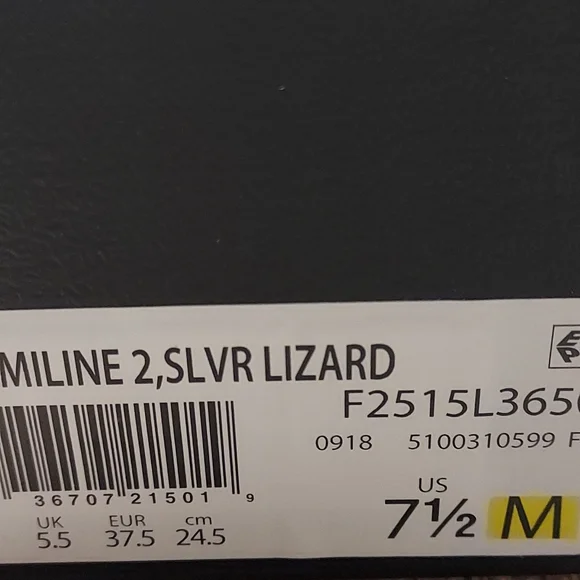 MILINE 2,SLVR LIZARD
F2515L365
0918 5100310599 F
36707 21501 9
UK EUR cm
5.5 37.5 24.5
US
7½ M